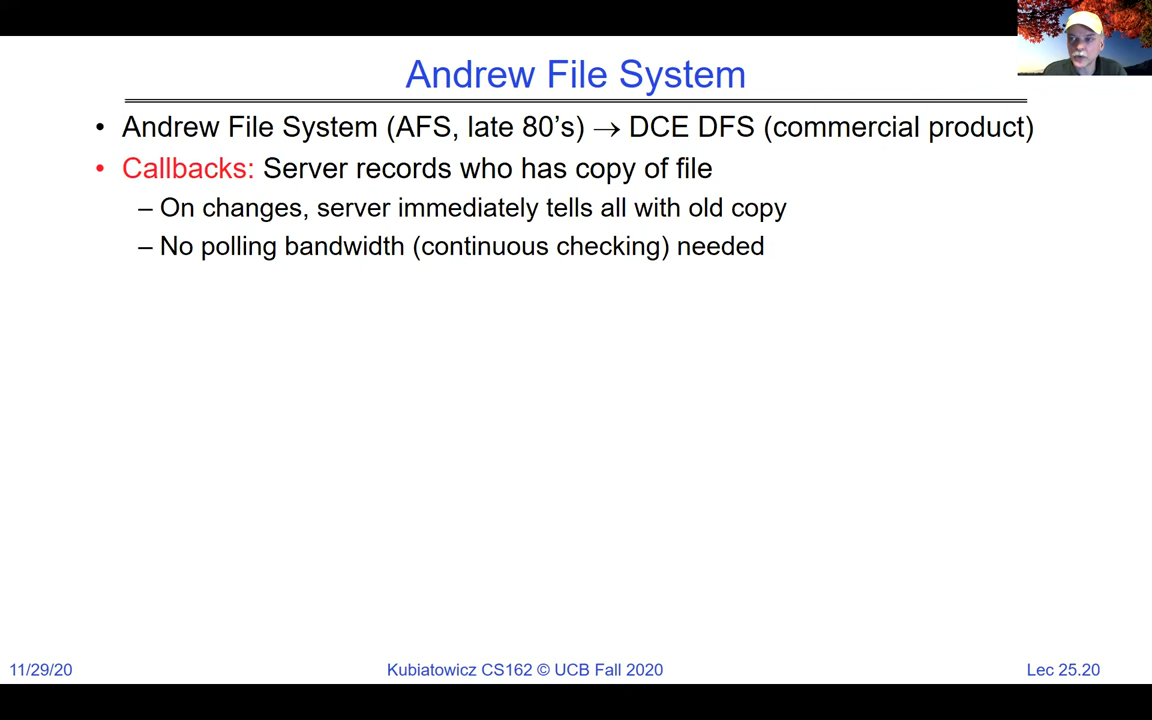 Andrew File System
• Andrew File System (AFS, late 80’s) → DCE DFS (commercial product)
• Callbacks: Server records who has copy of file
– On changes, server immediately tells all with old copy
– No polling bandwidth (continuous checking) needed
11/29/20
Kubiatowicz CS162 © UCB Fall 2020
Lec 25.20